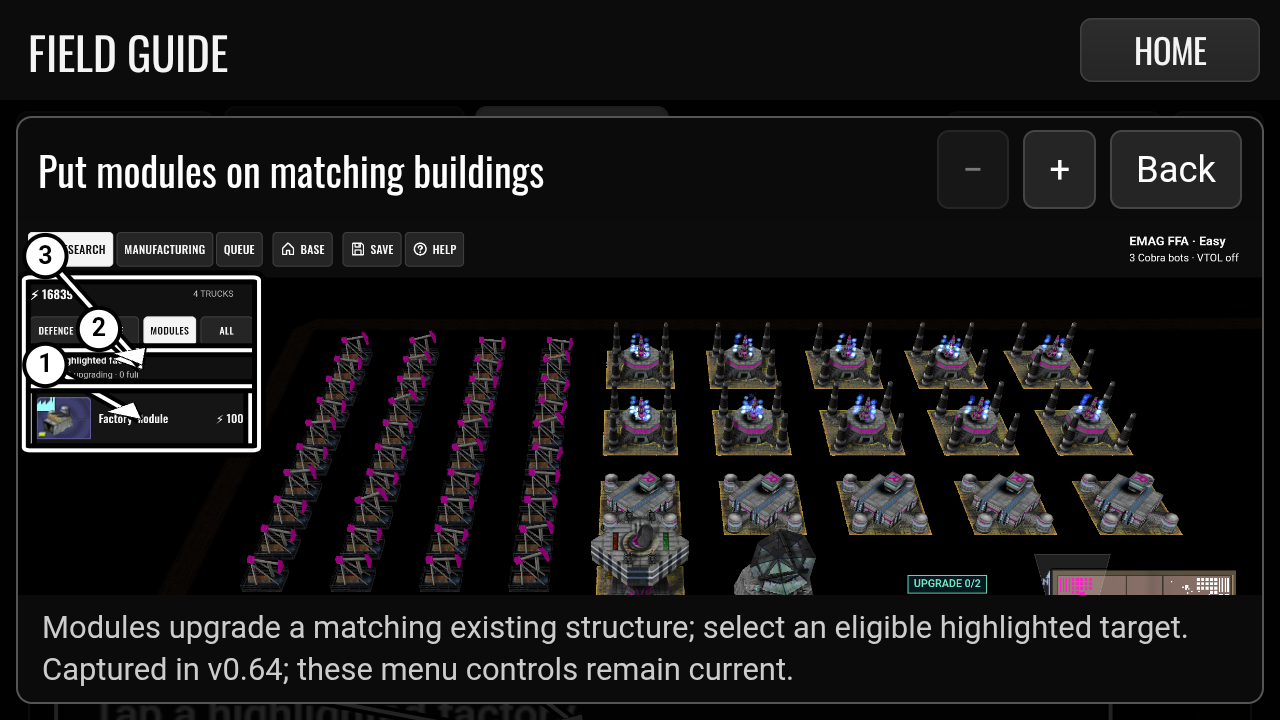 FIELD GUIDE
HOME
Put modules on matching buildings
−
+
Back
MANUFACTURING
QUEUE
BASE
SAVE
HELP
EMAG FFA · Easy
3 Cobra bots · VTOL off
3
4 TRUCKS
DEFENCE
2
MODULES
ALL
1
upgrading · 0 full
Factory Module
100
UPGRADE 0/2
Modules upgrade a matching existing structure; select an eligible highlighted target.
Captured in v0.64; these menu controls remain current.
Tap a highlighted factory